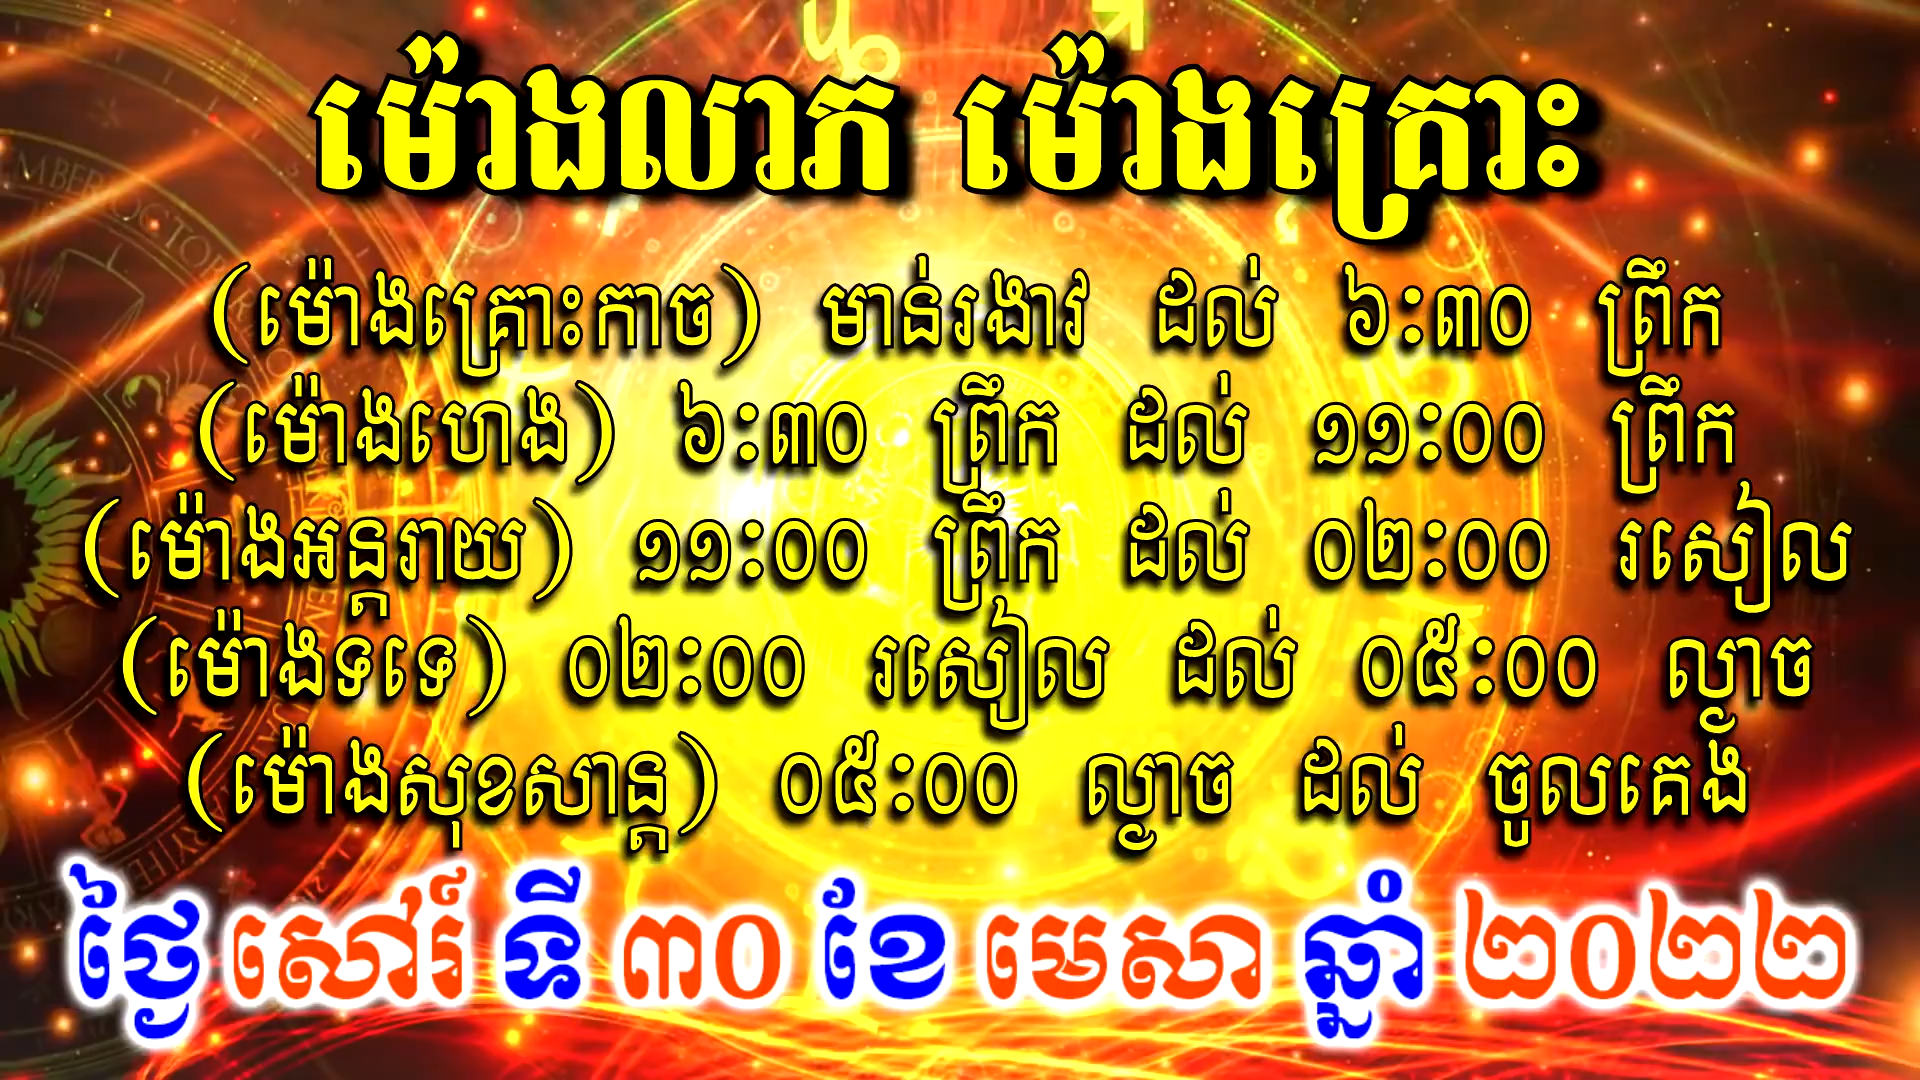 ម៉ោងលាភ ម៉ោងគ្រោះ
(ម៉ោងគ្រោះកាច) មាន់រងាវ ដល់ ៦:៣០ ព្រឹក
(ម៉ោងហេង) ៦:៣០ ព្រឹក ដល់ ១១:០០ ព្រឹក
(ម៉ោងអន្តរាយ) ១១:០០ ព្រឹក ដល់ ០២:០០ រសៀល
(ម៉ោងទទេ) ០២:០០ រសៀល ដល់ ០៥:០០ ល្ងាច
(ម៉ោងសុខសាន្ត) ០៥:០០ ល្ងាច ដល់ ចូលគេង
ថ្ងៃ សៅរ៍ ទី ៣០ ខែ មេសា ឆ្នាំ ២០២២